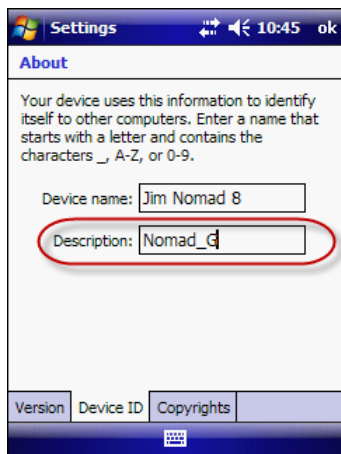 Settings 10:45 ok
About
Your device uses this information to identify
itself to other computers. Enter a name that
starts with a letter and contains the
characters _, A-Z, or 0-9.
Device name: Jim Nomad 8
Description: Nomad_G
Version Device ID Copyrights